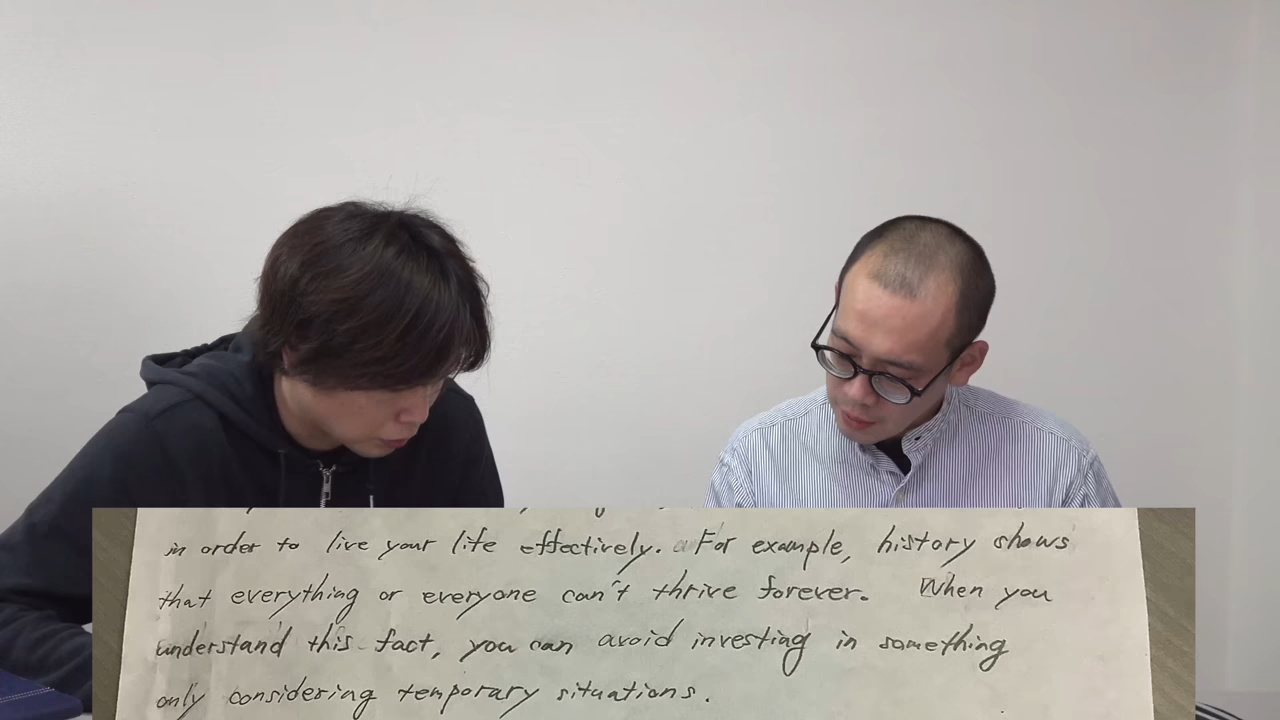 in order to live your life effectively. For example, history shows
that everything or everyone can't thrive forever. When you
understand this fact, you can avoid investing in something
only considering temporary situations.